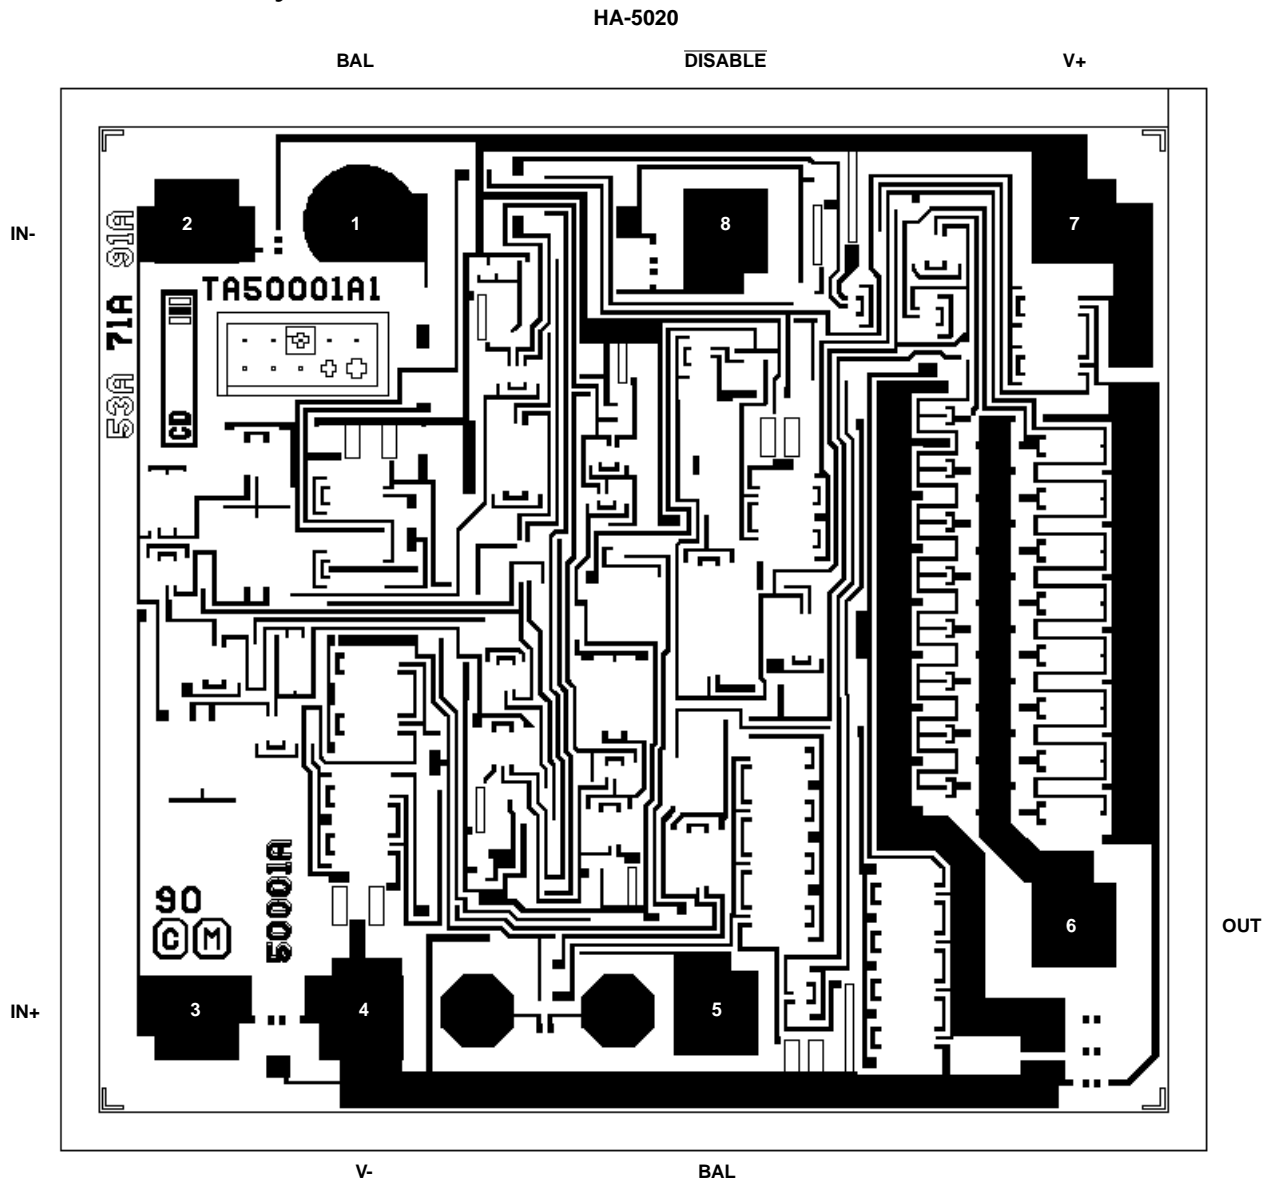 HA-5020
BAL DISABLE V+
IN- 2 1 8 7
91A
TA50001A1
71A
53A
CD
50001A
90
C M
6 OUT
IN+ 3 4 5
V- BAL